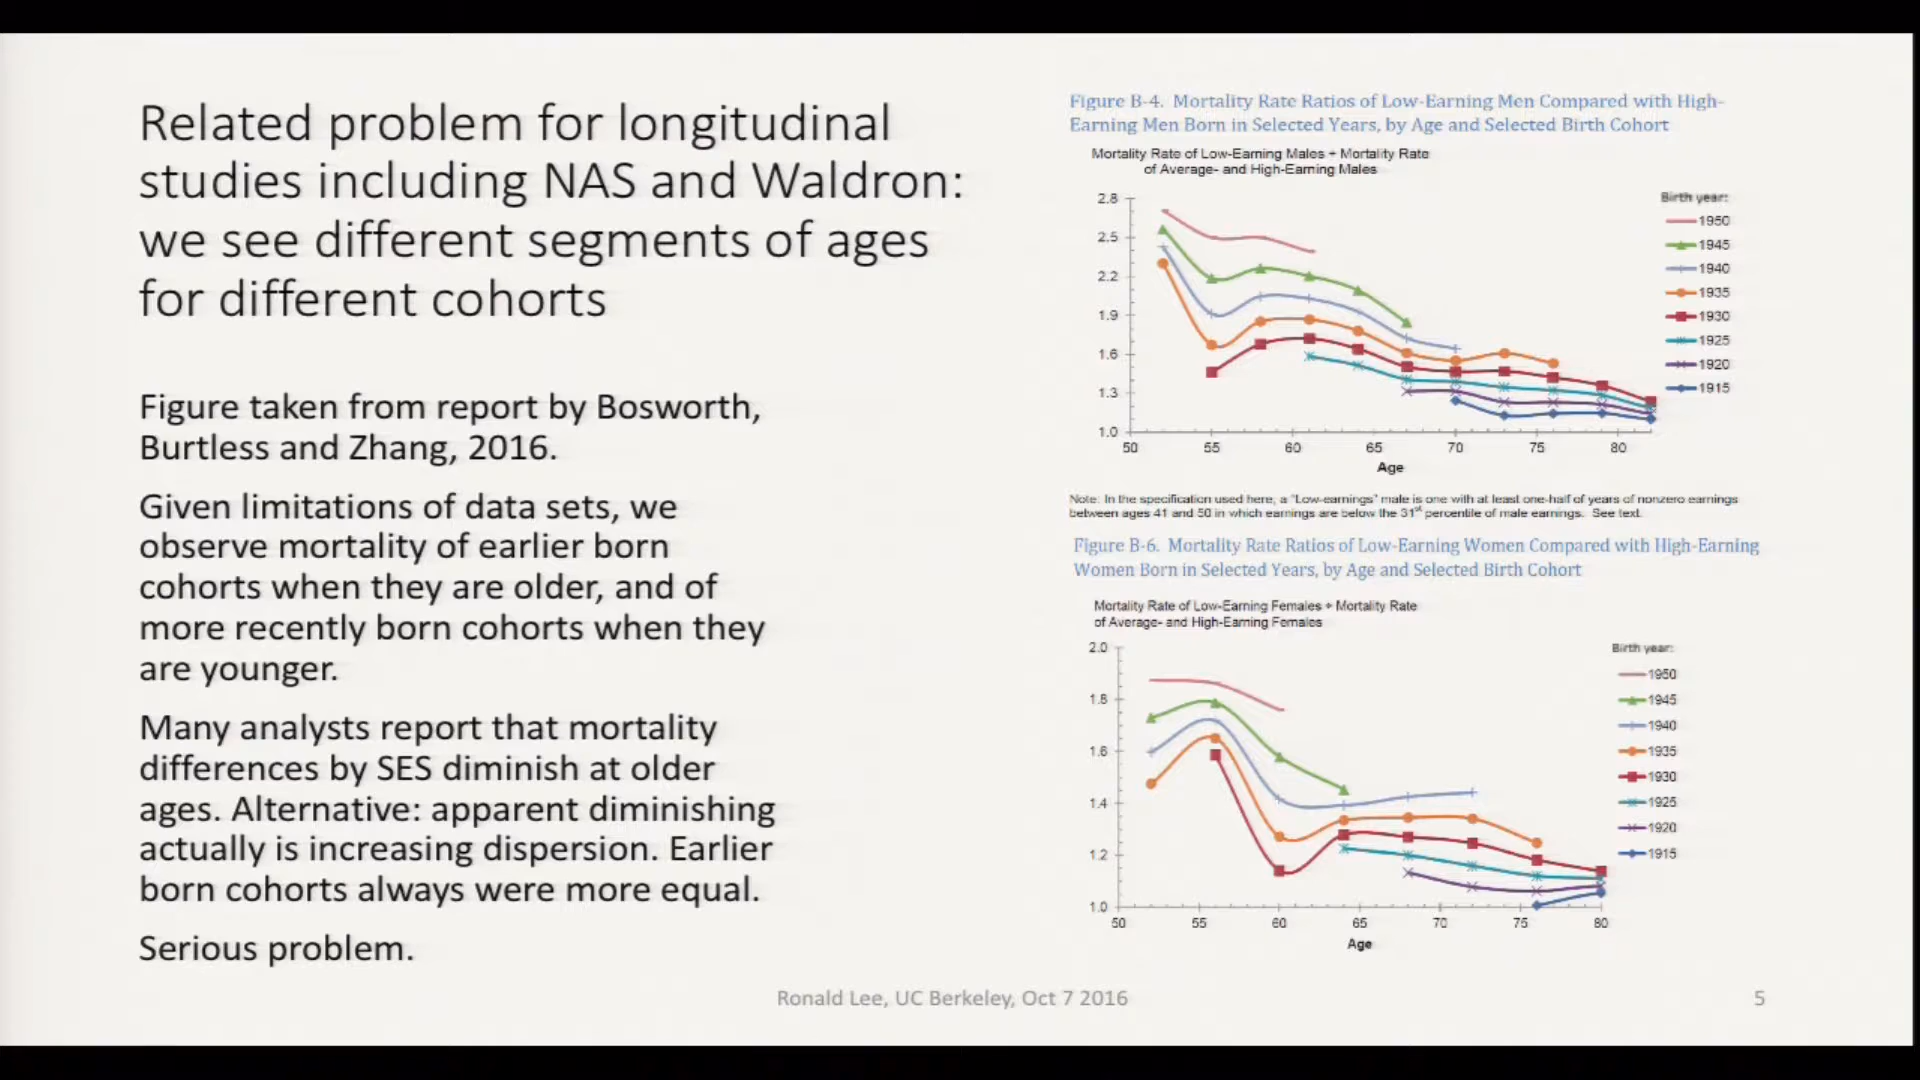 Related problem for longitudinal
studies including NAS and Waldron:
we see different segments of ages
for different cohorts
Figure taken from report by Bosworth,
Burtless and Zhang, 2016.
Given limitations of data sets, we
observe mortality of earlier born
cohorts when they are older, and of
more recently born cohorts when they
are younger.
Many analysts report that mortality
differences by SES diminish at older
ages. Alternative: apparent diminishing
actually is increasing dispersion. Earlier
born cohorts always were more equal.
Serious problem.
Figure B-4. Mortality Rate Ratios of Low-Earning Men Compared with High-
Earning Men Born in Selected Years, by Age and Selected Birth Cohort
Mortality Rate of Low-Earning Males ÷ Mortality Rate
of Average- and High-Earning Males
2.8
2.5
2.2
1.9
1.6
1.3
1.0
50 55 60 65 70 75 80
Age
Birth year:
1950
1945
1940
1935
1930
1925
1920
1915
Note: In the specification used here, a "Low-earnings" male is one with at least one-half of years of nonzero earnings
between ages 41 and 50 in which earnings are below the 31st percentile of male earnings. See text.
Figure B-6. Mortality Rate Ratios of Low-Earning Women Compared with High-Earning
Women Born in Selected Years, by Age and Selected Birth Cohort
Mortality Rate of Low-Earning Females ÷ Mortality Rate
of Average- and High-Earning Females
2.0
1.8
1.6
1.4
1.2
1.0
50 55 60 65 70 75 80
Age
Birth year:
1950
1945
1940
1935
1930
1925
1920
1915
Ronald Lee, UC Berkeley, Oct 7 2016
5